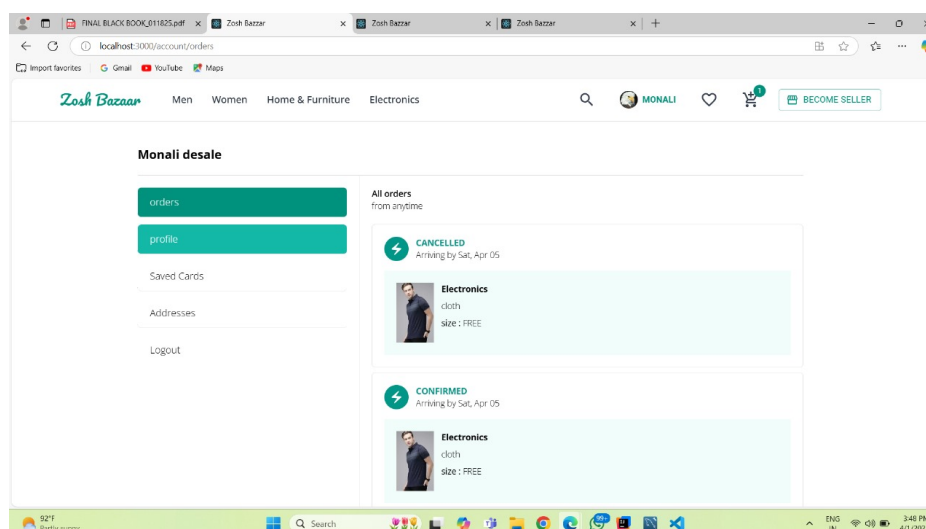 FINAL BLACK BOOK_011825.pdf
Zosh Bazzar
Zosh Bazzar
Zosh Bazzar
localhost:3000/account/orders
Import favorites
Gmail
YouTube
Maps
Zosh Bazaar
Men
Women
Home & Furniture
Electronics
MONALI
1
BECOME SELLER
Monali desale
orders
profile
Saved Cards
Addresses
Logout
All orders
from anytime
CANCELLED
Arriving by Sat, Apr 05
Electronics
cloth
size : FREE
CONFIRMED
Arriving by Sat, Apr 05
Electronics
cloth
size : FREE
92°F
Search
99+
ENG
3:48